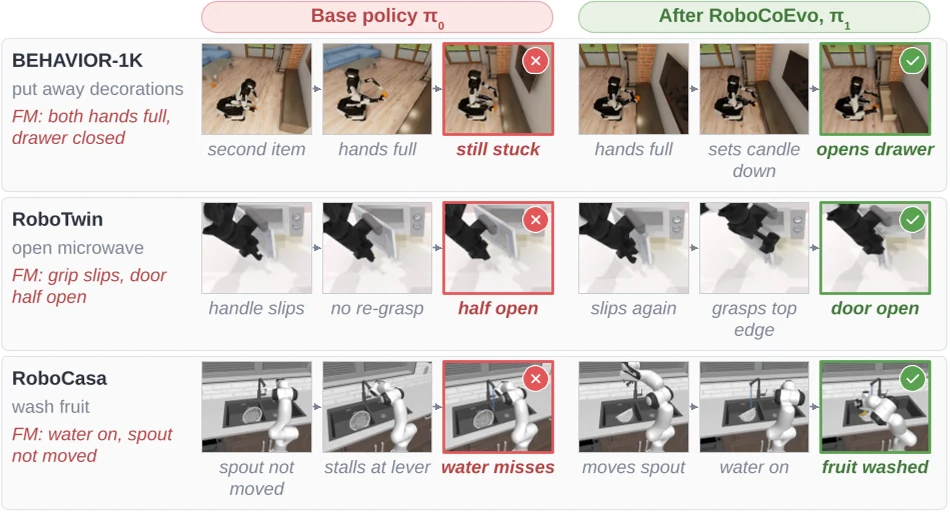 Base policy π0
After RoboCoEvo, π1
BEHAVIOR-1K
put away decorations
FM: both hands full,
drawer closed
second item
hands full
still stuck
hands full
sets candle
down
opens drawer
RoboTwin
open microwave
FM: grip slips, door
half open
handle slips
no re-grasp
half open
slips again
grasps top
edge
door open
RoboCasa
wash fruit
FM: water on, spout
not moved
spout not
moved
stalls at lever
water misses
moves spout
water on
fruit washed